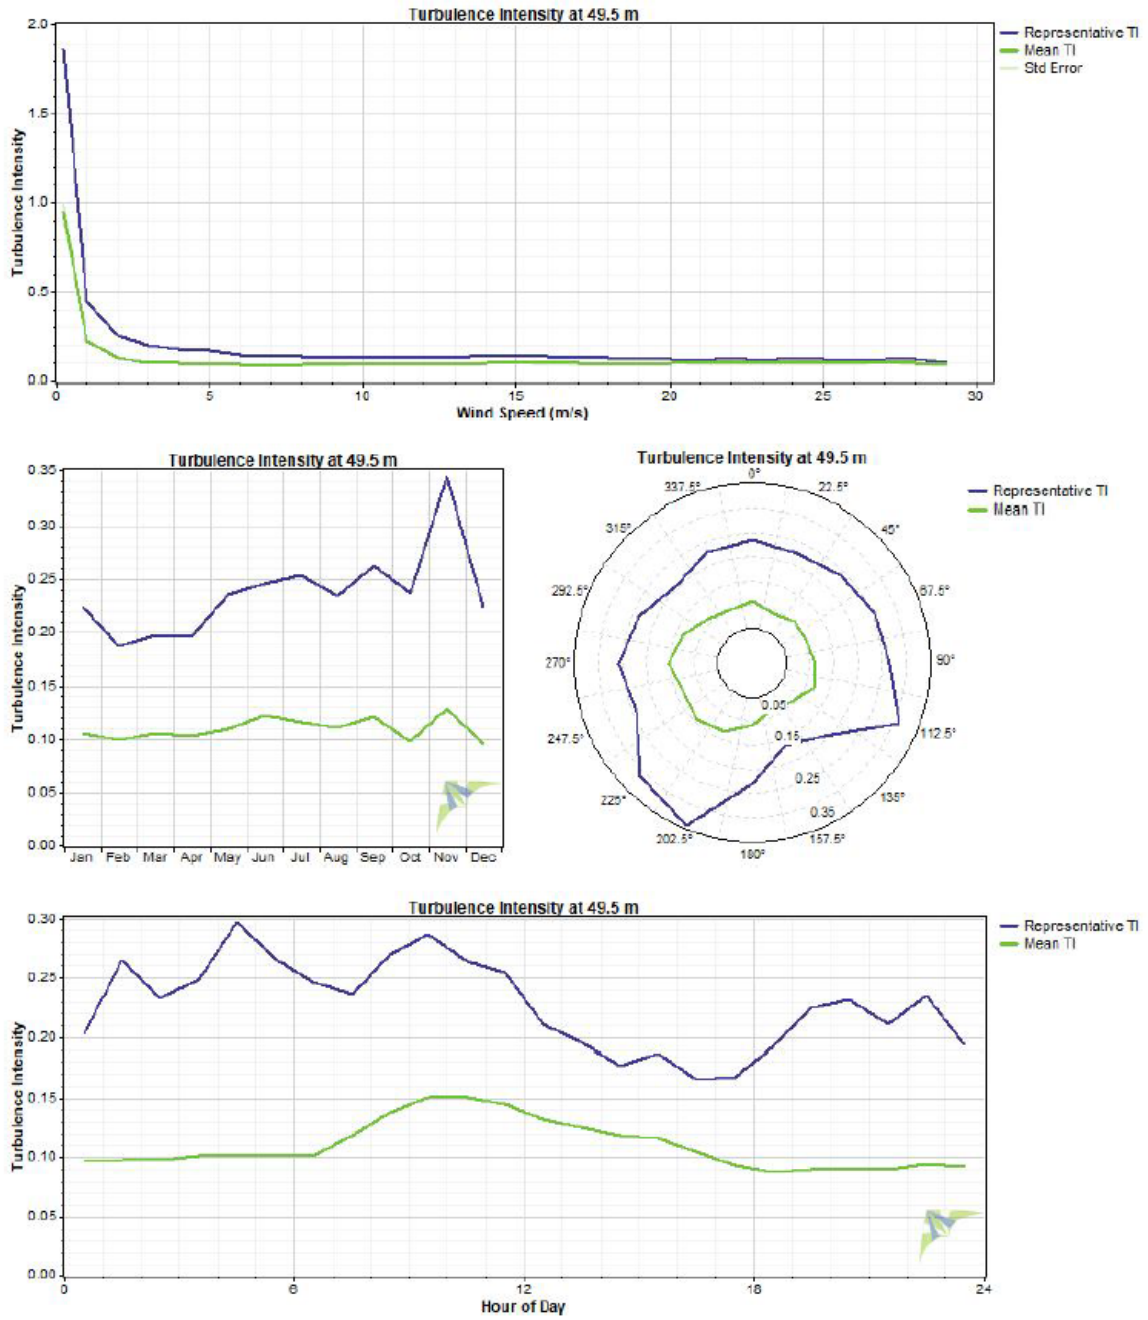 Turbulence Intensity at 49.5 m
Representative TI
Mean TI
Std Error
2.0
1.5
1.0
0.5
0.0
Turbulence Intensity
0 5 10 15 20 25 30
Wind Speed (m/s)
Turbulence Intensity at 49.5 m
0.35
0.30
0.25
0.20
0.15
0.10
0.05
0.00
Turbulence Intensity
Jan Feb Mar Apr May Jun Jul Aug Sep Oct Nov Dec
Turbulence Intensity at 49.5 m
Representative TI
Mean TI
0°
22.5°
45°
67.5°
90°
112.5°
135°
157.5°
180°
202.5°
225°
247.5°
270°
292.5°
315°
337.5°
0.05
0.15
0.25
0.35
Turbulence Intensity at 49.5 m
Representative TI
Mean TI
0.30
0.25
0.20
0.15
0.10
0.05
0.00
Turbulence Intensity
0 6 12 18 24
Hour of Day